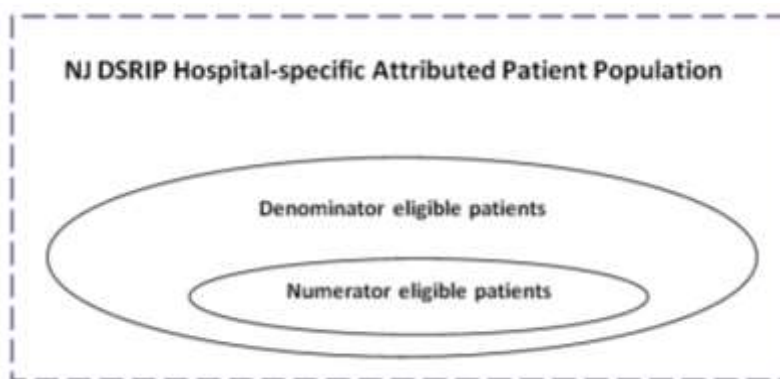 NJ DSRIP Hospital-specific Attributed Patient Population
Denominator eligible patients
Numerator eligible patients